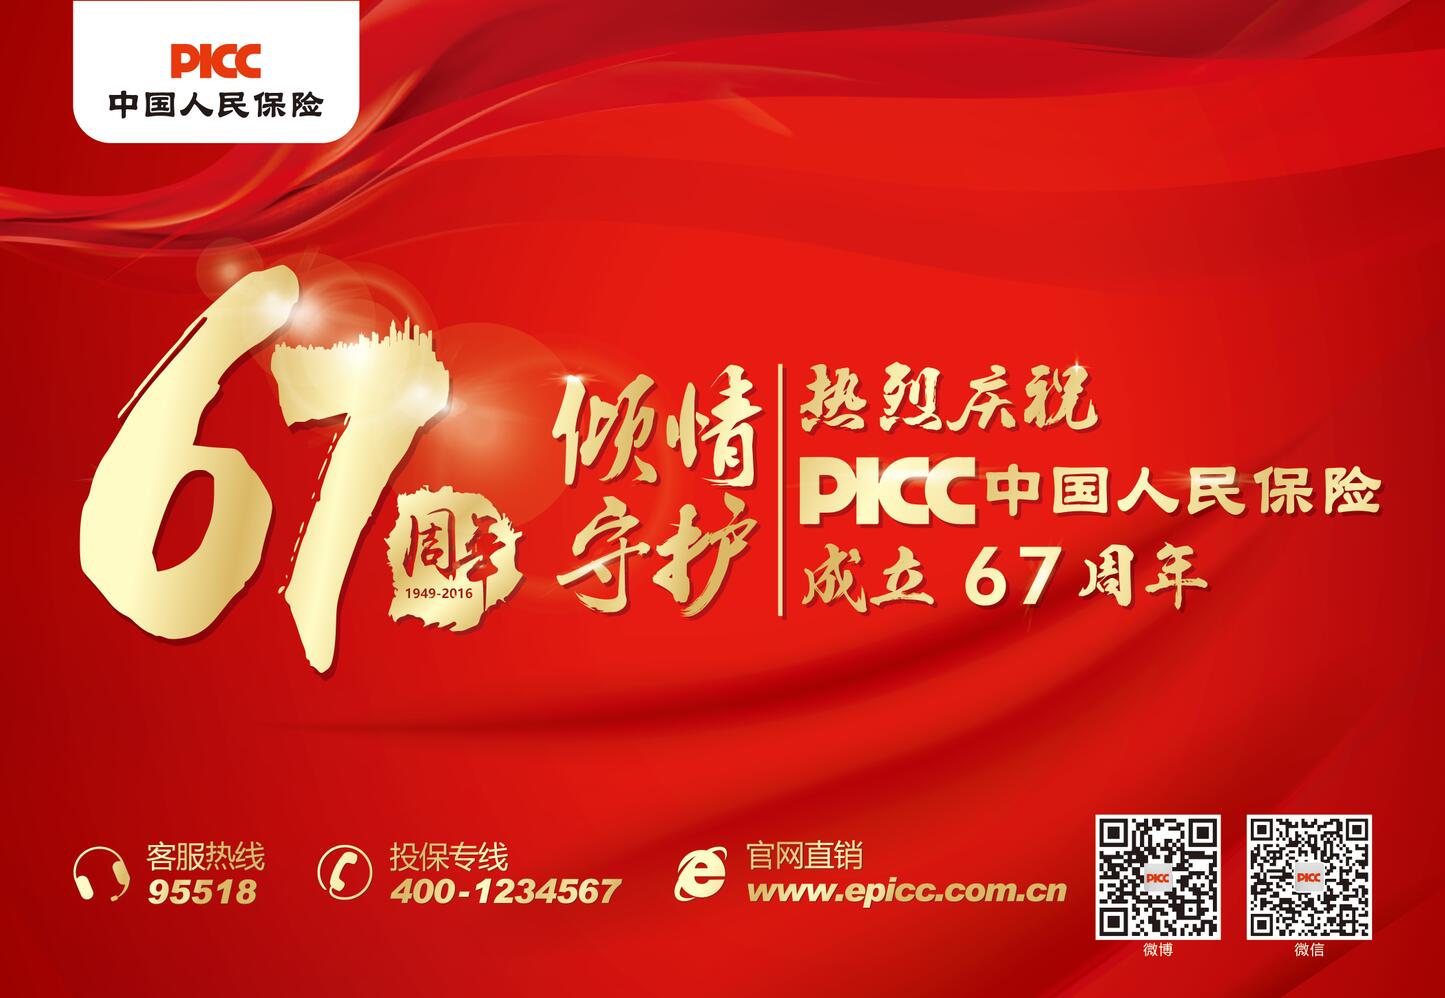 PICC
中国人民保险
67
周年
1949-2016
倾情
守护
热烈庆祝
PICC中国人民保险
成立 67 周年
客服热线
95518
投保专线
400-1234567
官网直销
www.epicc.com.cn
PICC
微博
PICC
微信